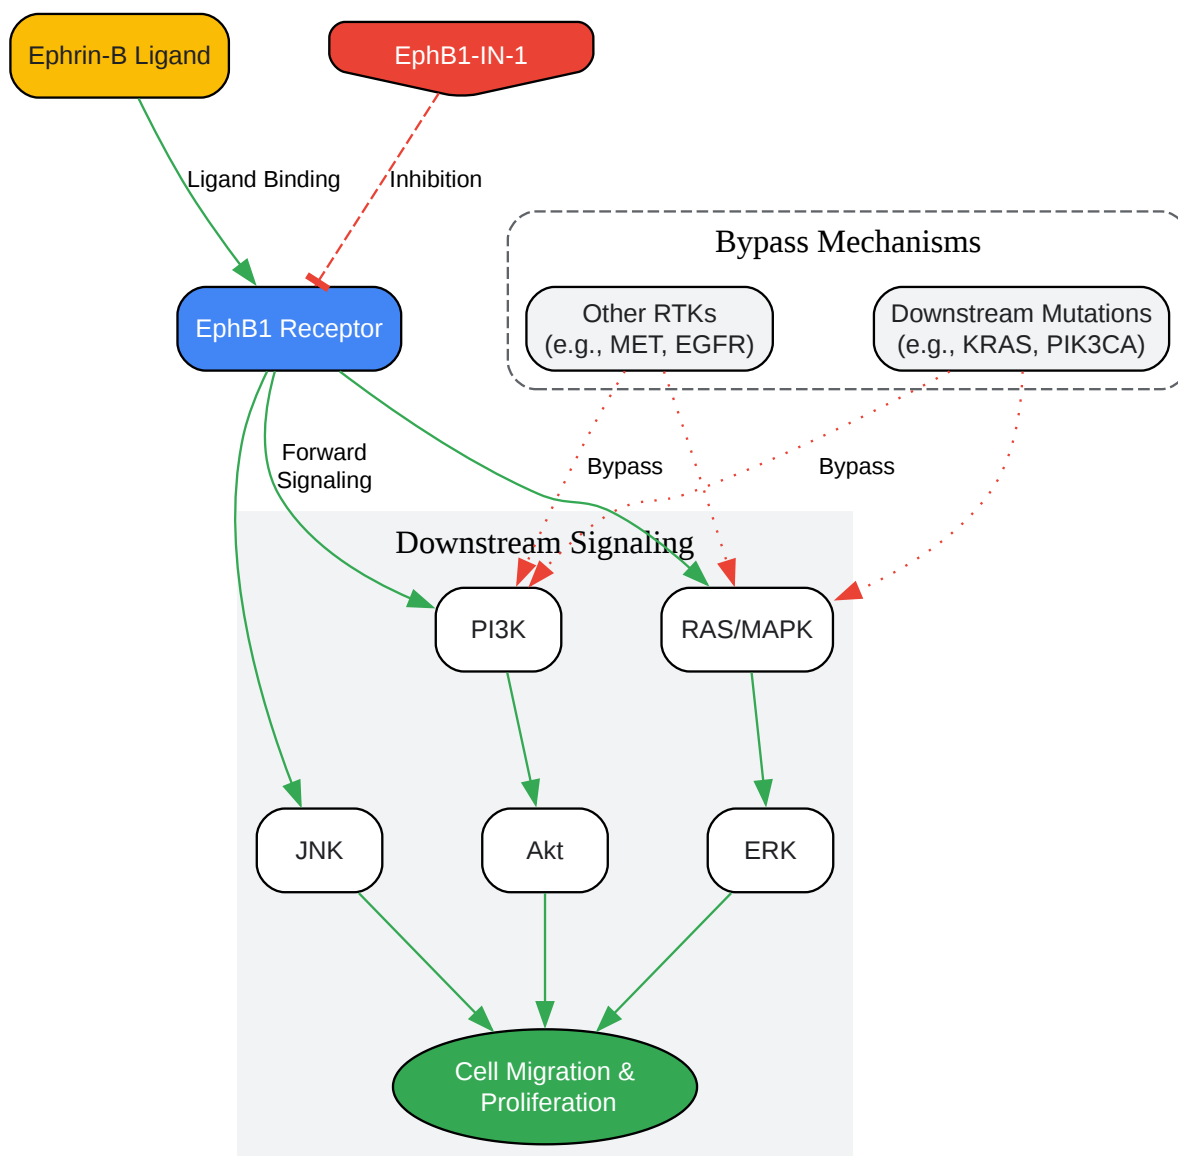 Ephrin-B Ligand
EphB1-IN-1
Ligand Binding
Inhibition
Bypass Mechanisms
EphB1 Receptor
Other RTKs
(e.g., MET, EGFR)
Downstream Mutations
(e.g., KRAS, PIK3CA)
Forward
Signaling
Bypass
Bypass
Downstream Signaling
PI3K
RAS/MAPK
JNK
Akt
ERK
Cell Migration &
Proliferation